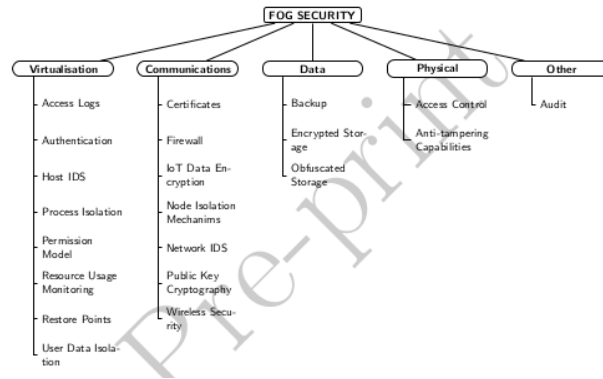 FOG SECURITY
Virtualisation
Access Logs
Authentication
Host IDS
Process Isolation
Permission
Model
Resource Usage
Monitoring
Restore Points
User Data Isola-
tion
Communications
Certificates
Firewall
IoT Data En-
cryption
Node Isolation
Mechanims
Network IDS
Public Key
Cryptography
Wireless Secu-
rity
Data
Backup
Encrypted Stor-
age
Obfuscated
Storage
Physical
Access Control
Anti-tampering
Capabilities
Other
Audit
Pre-print